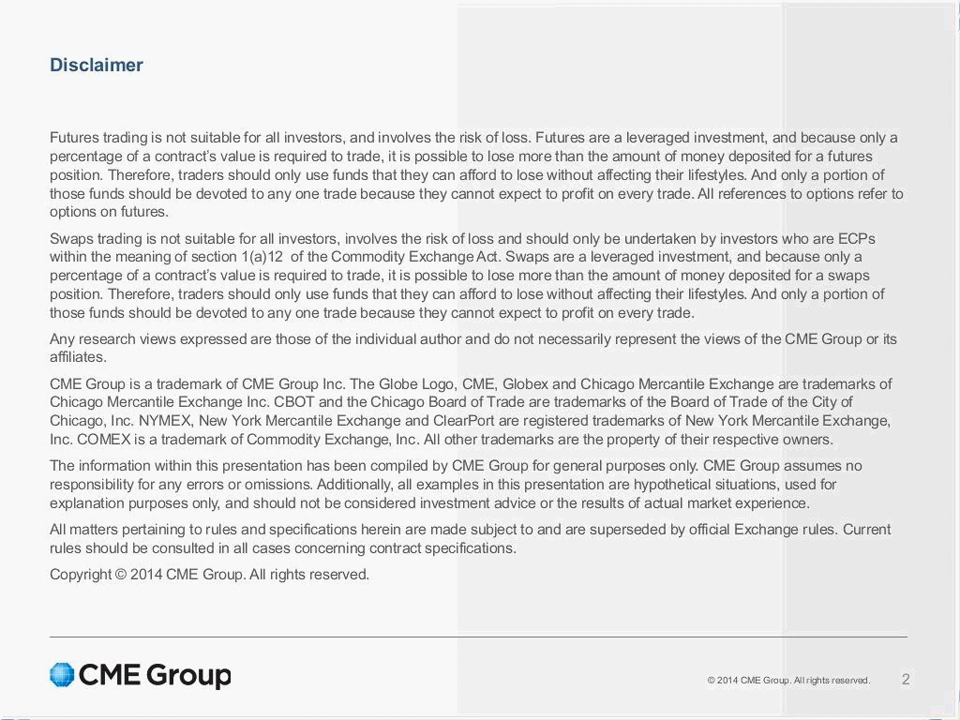 Disclaimer
Futures trading is not suitable for all investors, and involves the risk of loss. Futures are a leveraged investment, and because only a
percentage of a contract’s value is required to trade, it is possible to lose more than the amount of money deposited for a futures
position. Therefore, traders should only use funds that they can afford to lose without affecting their lifestyles. And only a portion of
those funds should be devoted to any one trade because they cannot expect to profit on every trade. All references to options refer to
options on futures.
Swaps trading is not suitable for all investors, involves the risk of loss and should only be undertaken by investors who are ECPs
within the meaning of section 1(a)12 of the Commodity Exchange Act. Swaps are a leveraged investment, and because only a
percentage of a contract’s value is required to trade, it is possible to lose more than the amount of money deposited for a swaps
position. Therefore, traders should only use funds that they can afford to lose without affecting their lifestyles. And only a portion of
those funds should be devoted to any one trade because they cannot expect to profit on every trade.
Any research views expressed are those of the individual author and do not necessarily represent the views of the CME Group or its
affiliates.
CME Group is a trademark of CME Group Inc. The Globe Logo, CME, Globex and Chicago Mercantile Exchange are trademarks of
Chicago Mercantile Exchange Inc. CBOT and the Chicago Board of Trade are trademarks of the Board of Trade of the City of
Chicago, Inc. NYMEX, New York Mercantile Exchange and ClearPort are registered trademarks of New York Mercantile Exchange,
Inc. COMEX is a trademark of Commodity Exchange, Inc. All other trademarks are the property of their respective owners.
The information within this presentation has been compiled by CME Group for general purposes only. CME Group assumes no
responsibility for any errors or omissions. Additionally, all examples in this presentation are hypothetical situations, used for
explanation purposes only, and should not be considered investment advice or the results of actual market experience.
All matters pertaining to rules and specifications herein are made subject to and are superseded by official Exchange rules. Current
rules should be consulted in all cases concerning contract specifications.
Copyright © 2014 CME Group. All rights reserved.
CME Group
© 2014 CME Group. All rights reserved.
2